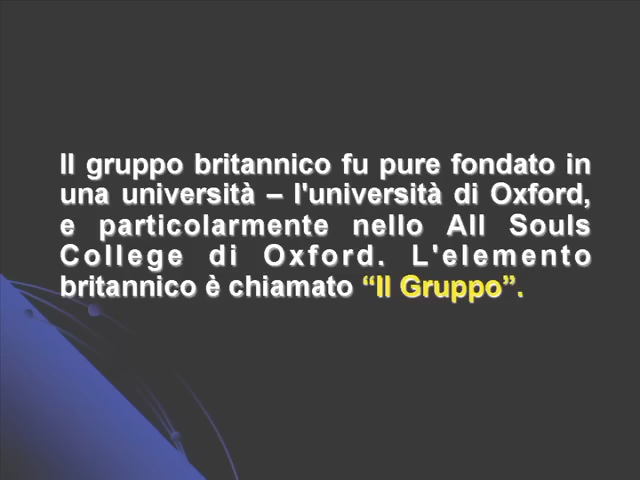 Il gruppo britannico fu pure fondato in
una università – l'università di Oxford,
e particolarmente nello All Souls
College di Oxford. L'elemento
britannico è chiamato “Il Gruppo”.